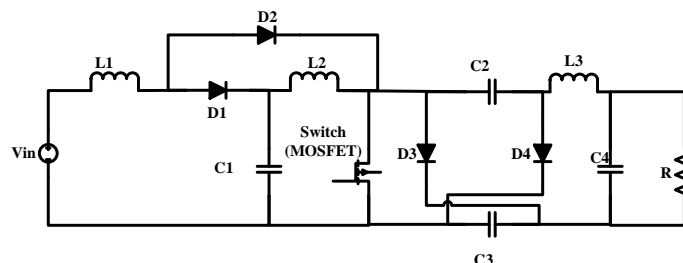 D2
L1
L2
L3
C2
D1
Switch
(MOSFET)
Vin
C1
D3
D4
C4
R
C3